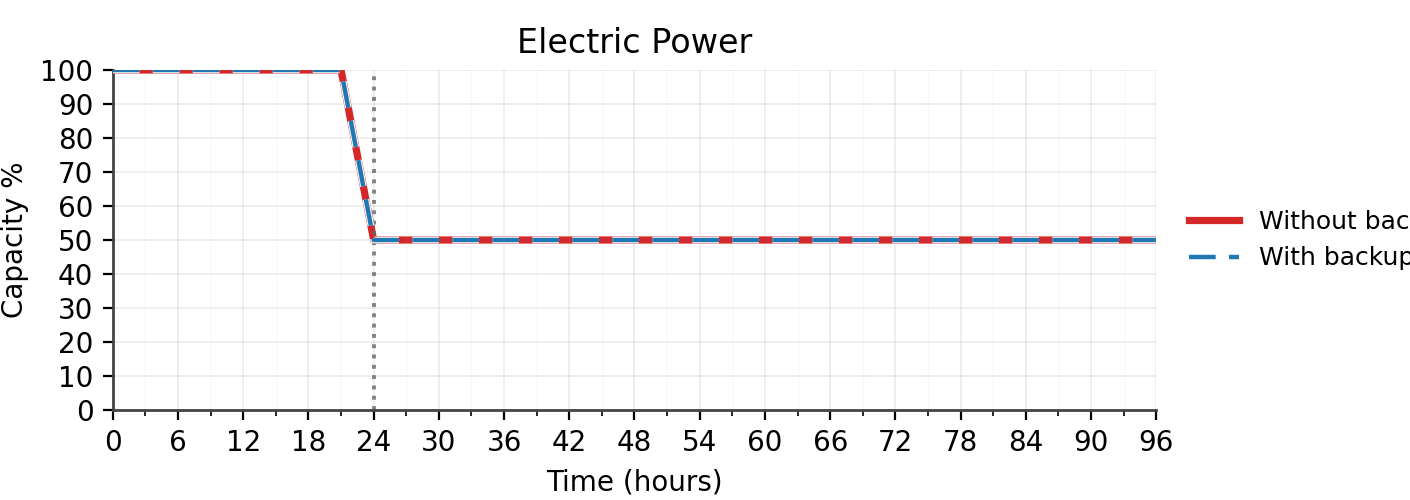 Electric Power
100
90
80
70
60
50
40
30
20
10
0
Capacity %
0 6 12 18 24 30 36 42 48 54 60 66 72 78 84 90 96
Time (hours)
Without bac
With backup